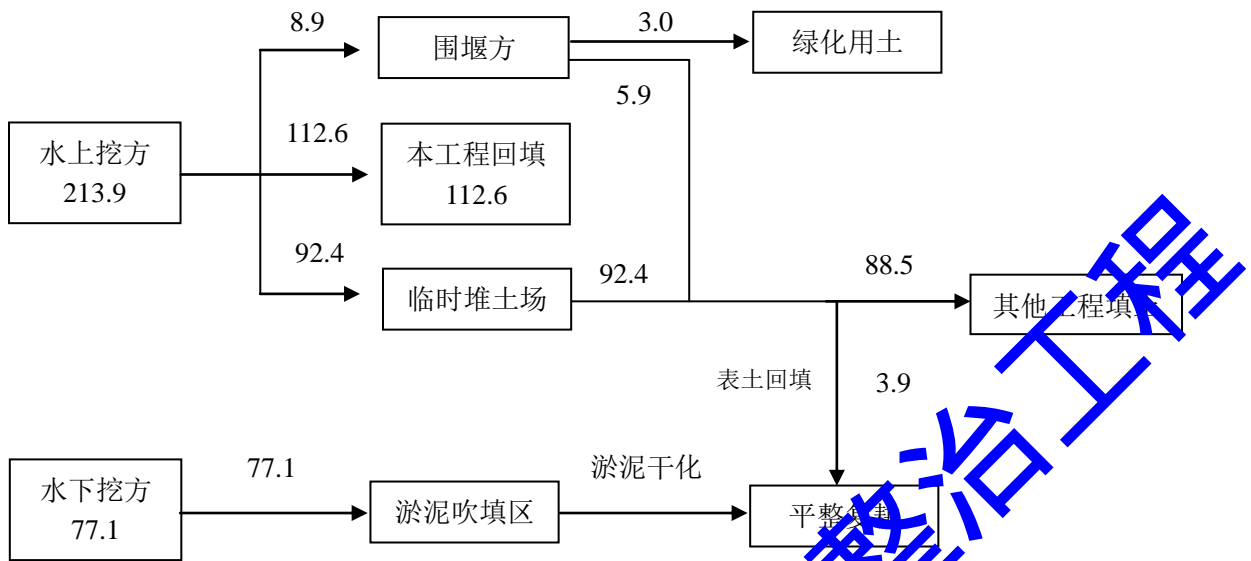 8.9
围堰方
3.0
绿化用土
5.9
水上挖方
213.9
112.6
本工程回填
112.6
92.4
临时堆土场
92.4
88.5
其他工程填土
表土回填
3.9
水下挖方
77.1
77.1
淤泥吹填区
淤泥干化
平整复耕
整治工程